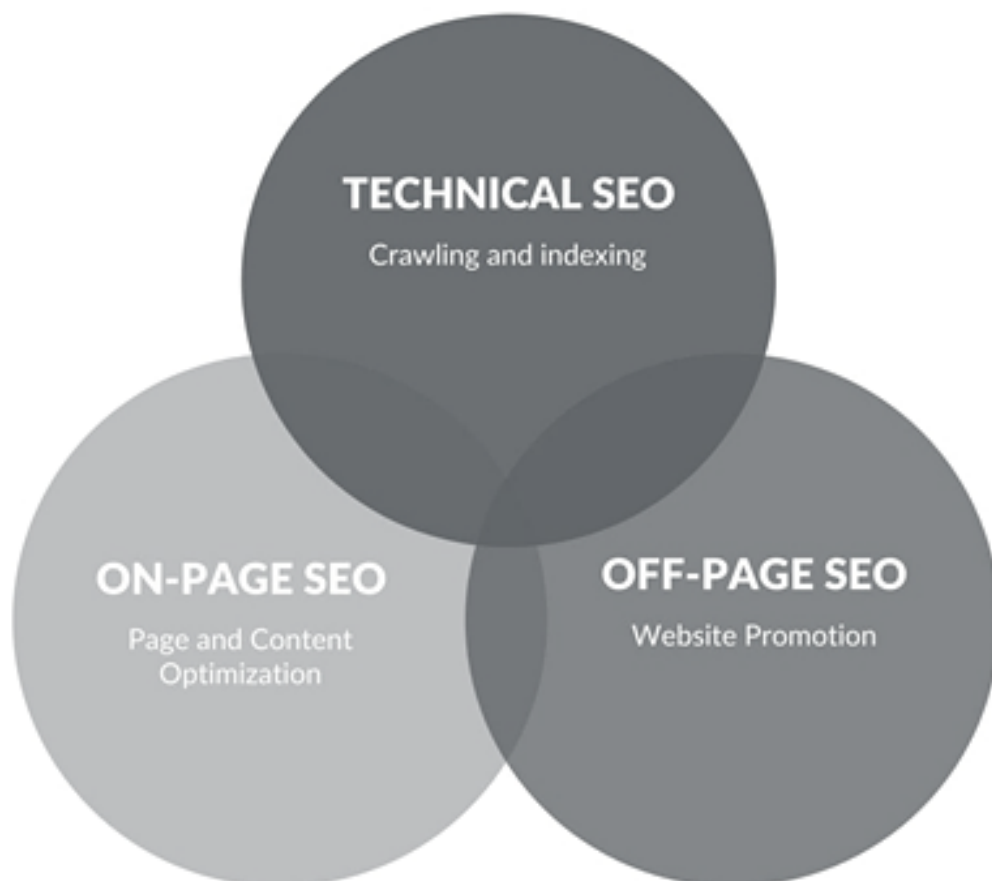 TECHNICAL SEO
Crawling and indexing
ON-PAGE SEO
Page and Content
Optimization
OFF-PAGE SEO
Website Promotion